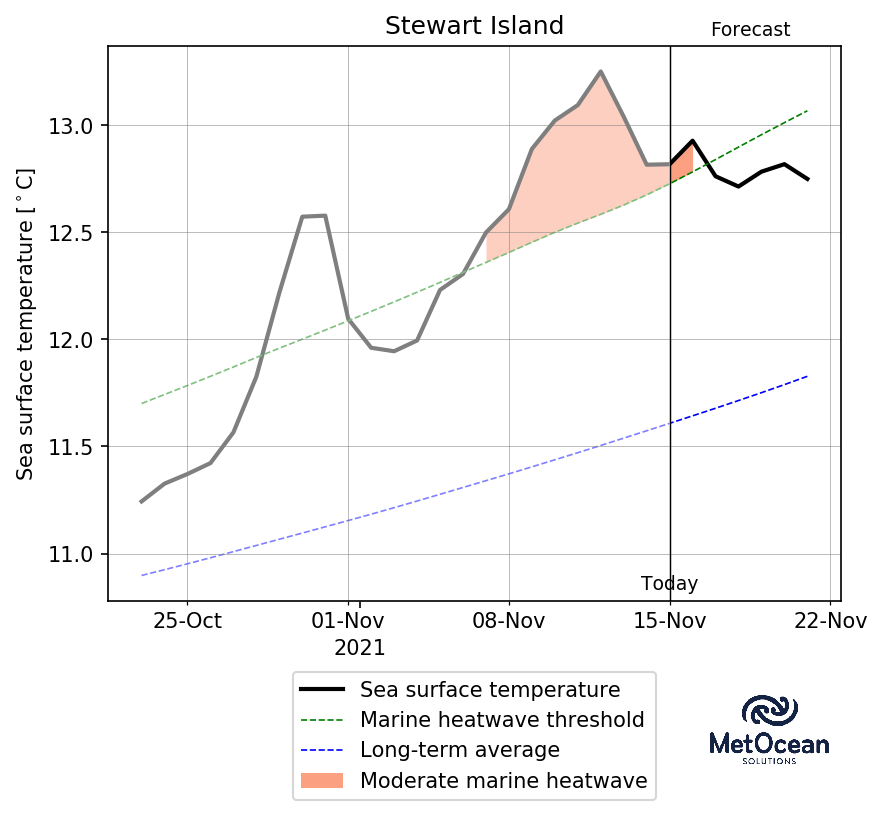 Stewart Island
Forecast
Sea surface temperature [°C]
13.0
12.5
12.0
11.5
11.0
Today
25-Oct
01-Nov
08-Nov
15-Nov
22-Nov
2021
Sea surface temperature
Marine heatwave threshold
Long-term average
Moderate marine heatwave
MetOcean
SOLUTIONS